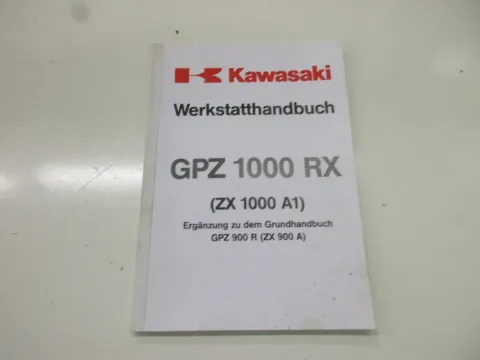 Kawasaki
Werkstatthandbuch
GPZ 1000 RX
(ZX 1000 A1)
Ergänzung zu dem Grundhandbuch
GPZ 900 R (ZX 900 A)